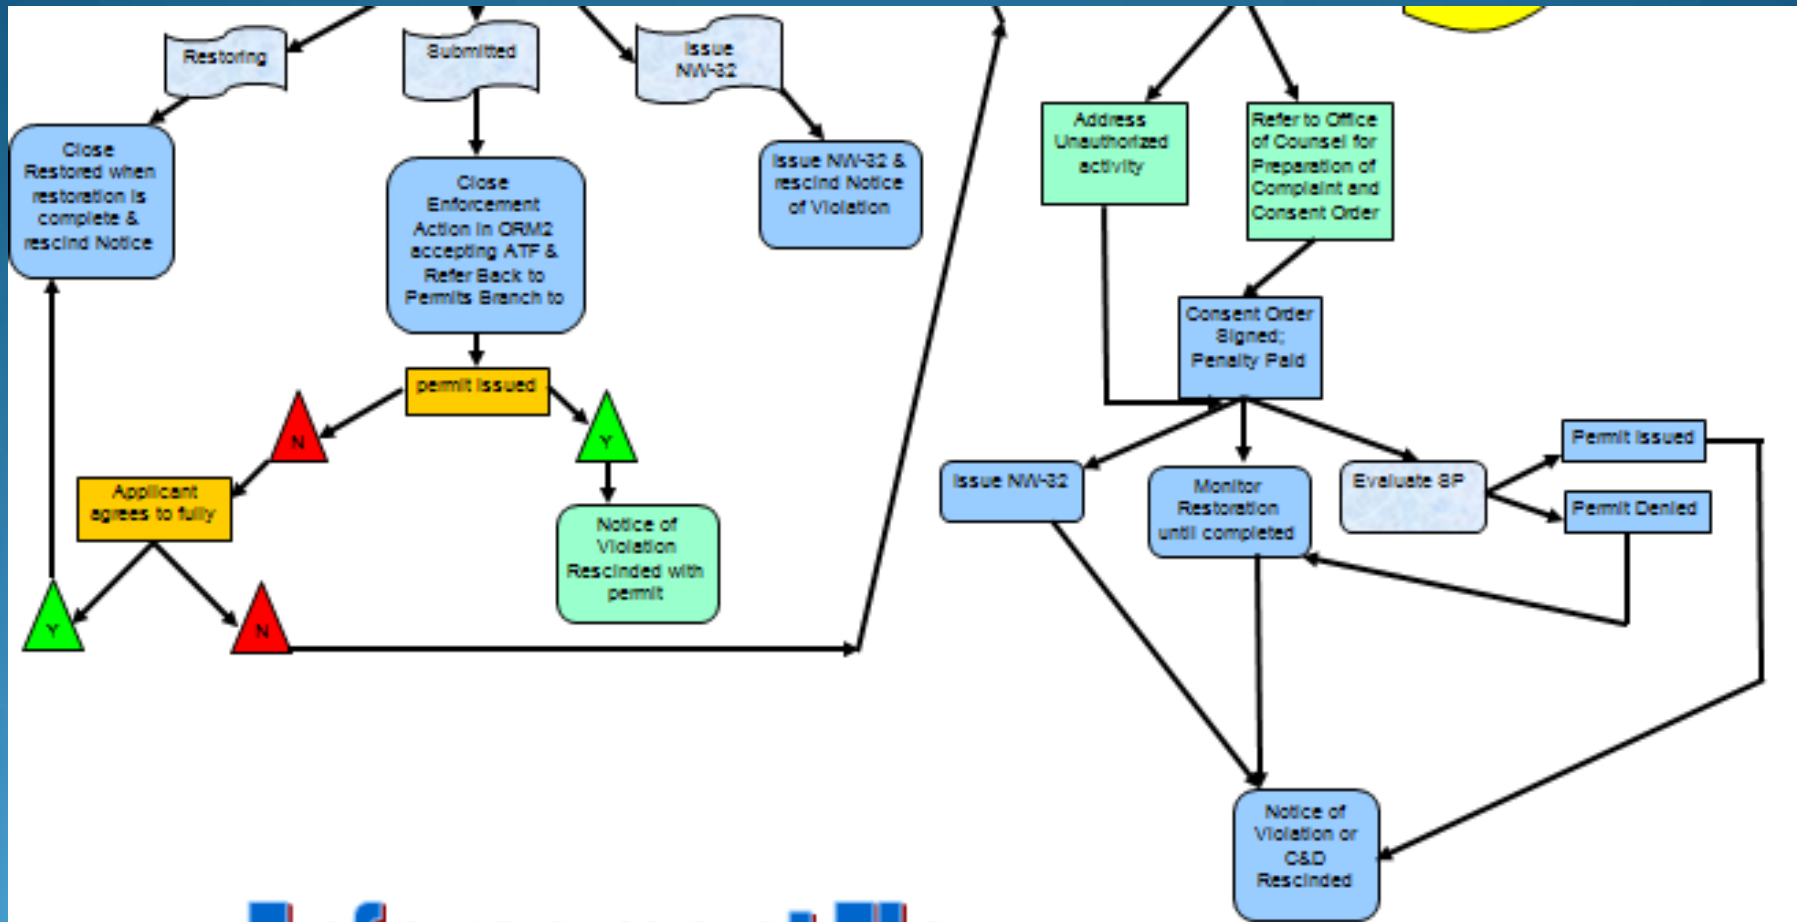 Restoring
Submitted
Issue
NW-32
Close
Restored when
restoration is
complete &
rescind Notice
Close
Enforcement
Action in ORM2
accepting ATF &
Refer Back to
Permits Branch to
Issue NW-32 &
rescind Notice
of Violation
permit issued
N
Y
Applicant
agrees to fully
Notice of
Violation
Rescinded with
permit
Y
N
Address
Unauthorized
activity
Refer to Office
of Counsel for
Preparation of
Complaint and
Consent Order
Consent Order
Signed;
Penalty Paid
Issue NW-32
Monitor
Restoration
until completed
Evaluate SP
Permit Issued
Permit Denied
Notice of
Violation or
C&D
Rescinded